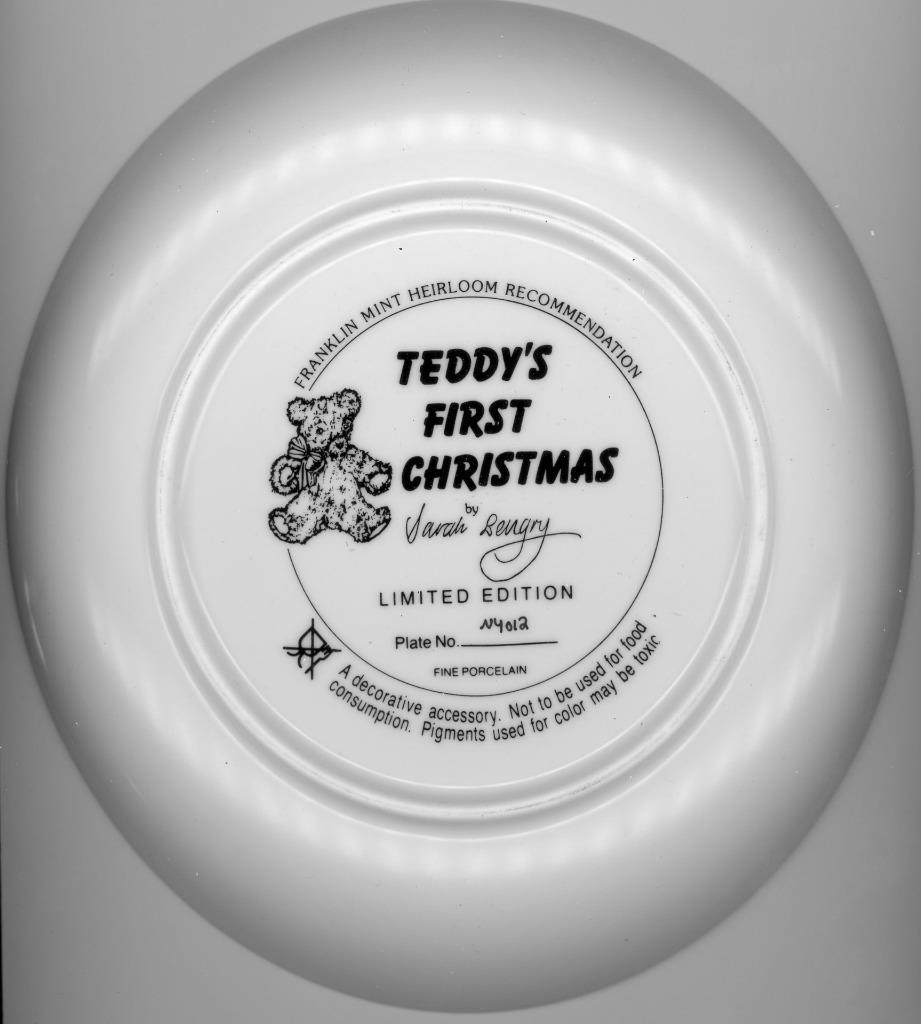 FRANKLIN MINT HEIRLOOM RECOMMENDATION
TEDDY'S
FIRST
CHRISTMAS
by
Sarah Bengry
LIMITED EDITION
Plate No. NY012
FINE PORCELAIN
A decorative accessory. Not to be used for food
consumption. Pigments used for color may be toxic